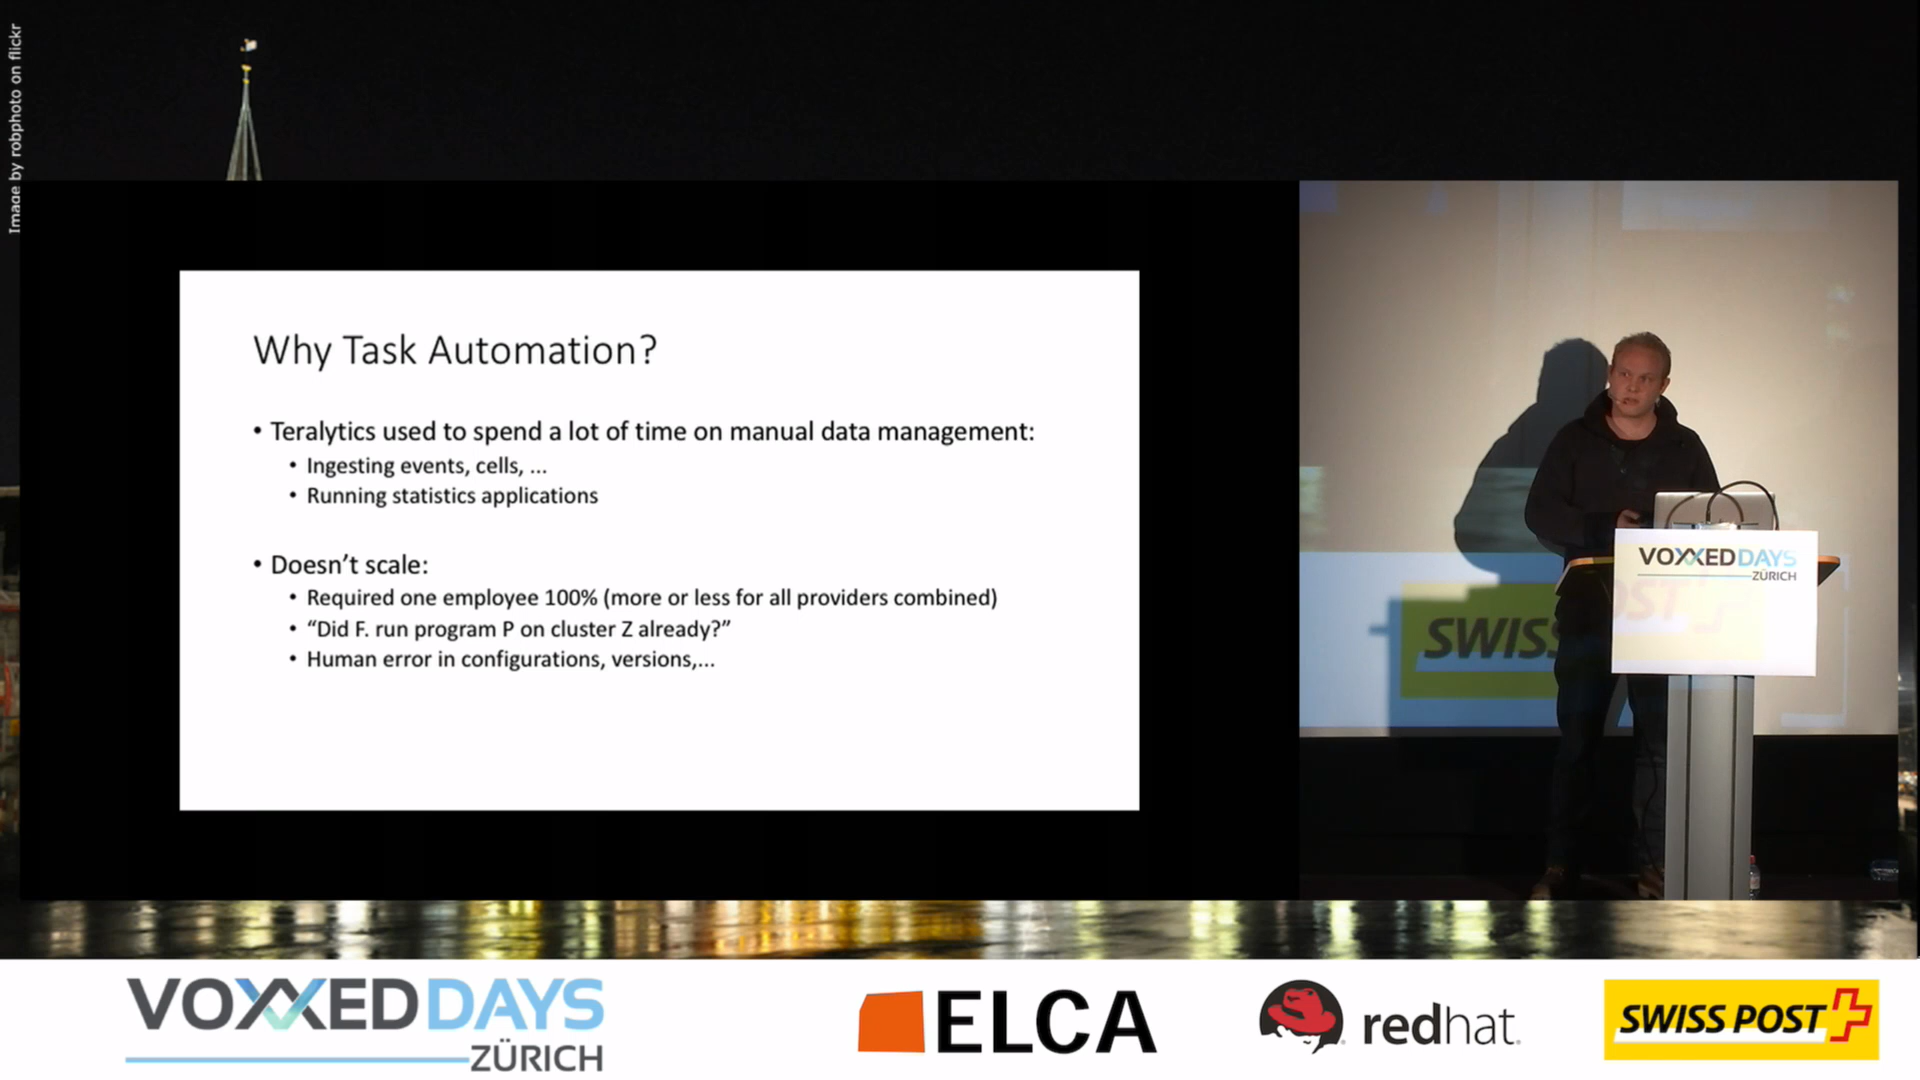 Image by robphoto on flickr
Why Task Automation?
• Teralytics used to spend a lot of time on manual data management:
• Ingesting events, cells, ...
• Running statistics applications
• Doesn’t scale:
• Required one employee 100% (more or less for all providers combined)
• “Did F. run program P on cluster Z already?”
• Human error in configurations, versions,...
VOXXED DAYS
ZÜRICH
SWISS POST
VOXXED DAYS
ZÜRICH
ELCA
redhat.
SWISS POST